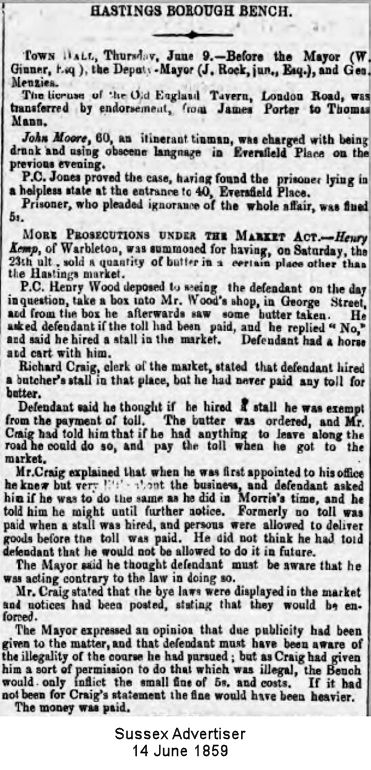 HASTINGS BOROUGH BENCH.
TOWN HALL, Thursday, June 9.—Before the Mayor (W.
Ginner, Esq), the Deputy-Mayor (J. Rock, jun., Esq.), and Geo.
Menzies.
The license of the Old England Tavern, London Road, was
transferred by endorsement, from James Porter to Thomas
Mann.
John Moore, 60, an itinerant tinman, was charged with being
drunk and using obscene language in Eversfield Place on the
previous evening.
P.C. Jones proved the case, having found the prisoner lying in
a helpless state at the entrance to 40, Eversfield Place.
Prisoner, who pleaded ignorance of the whole affair, was fined
5s.
MORE PROSECUTIONS UNDER THE MARKET ACT.—Henry
Kemp, of Warbleton, was summoned for having, on Saturday, the
28th ult, sold a quantity of butter in a certain place other than
the Hastings market.
P.C. Henry Wood deposed to seeing the defendant on the day
in question, take a box into Mr. Wood's shop, in George Street,
and from the box he afterwards saw some butter taken. He
asked defendant if the toll had been paid, and he replied "No,"
and said he hired a stall in the market. Defendant had a horse
and cart with him.
Richard Craig, clerk of the market, stated that defendant hired
a butcher's stall in that place, but he had never paid any toll for
butter.
Defendant said he thought if he hired a stall he was exempt
from the payment of toll. The butter was ordered, and Mr.
Craig had told him that if he had anything to leave along the
road he could do so, and pay the toll when he got to the
market.
Mr.Craig explained that when he was first appointed to his office
he knew but very about the business, and defendant asked
him if he was to do the same as he did in Morris's time, and he
told him he might until further notice. Formerly no toll was
paid when a stall was hired, and persons were allowed to deliver
goods before the toll was paid. He did not think he had told
defendant that he would not be allowed to do it in future.
The Mayor said he thought defendant must be aware that he
was acting contrary to the law in doing so.
Mr. Craig stated that the bye laws were displayed in the market
and notices had been posted, stating that they would be en-
forced.
The Mayor expressed an opinion that due publicity had been
given to the matter, and that defendant must have been aware of
the illegality of the course he had pursued; but as Craig had given
him a sort of permission to do that which was illegal, the Bench
would only inflict the small fine of 5s. and costs. If it had
not been for Craig's statement the fine would have been heavier.
The money was paid.
Sussex Advertiser
14 June 1859